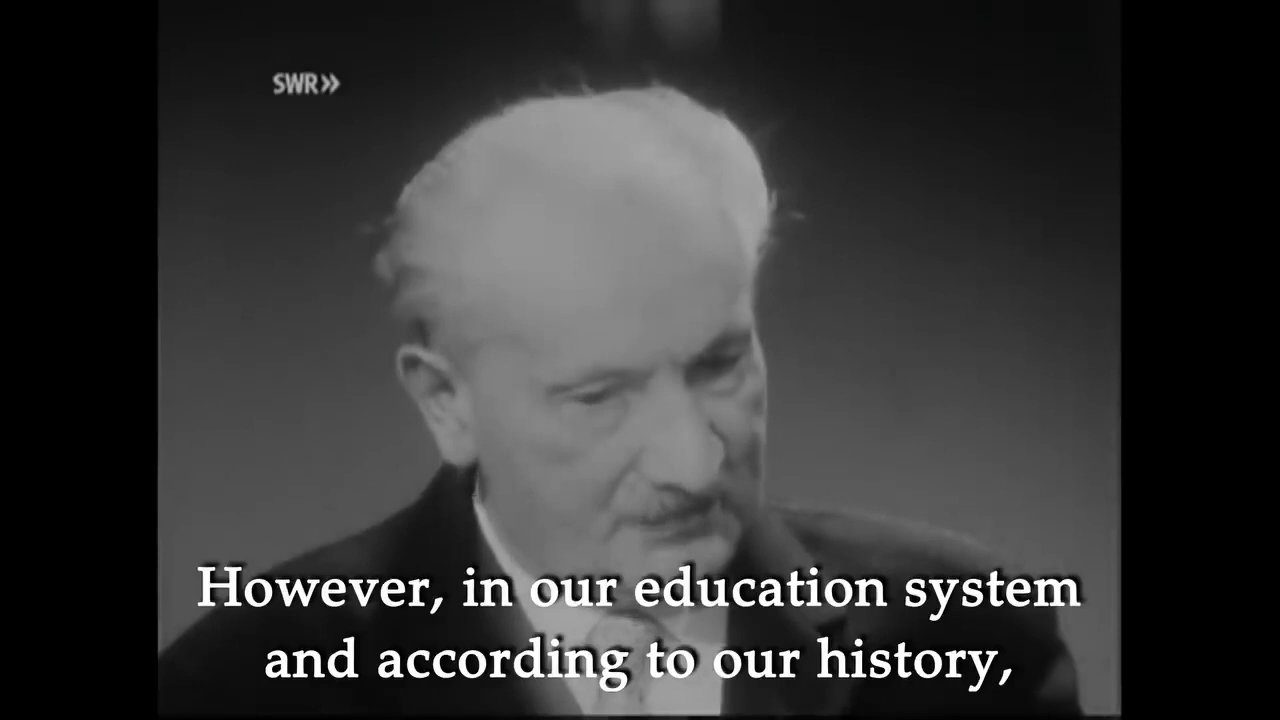 SWR»
However, in our education system
and according to our history,